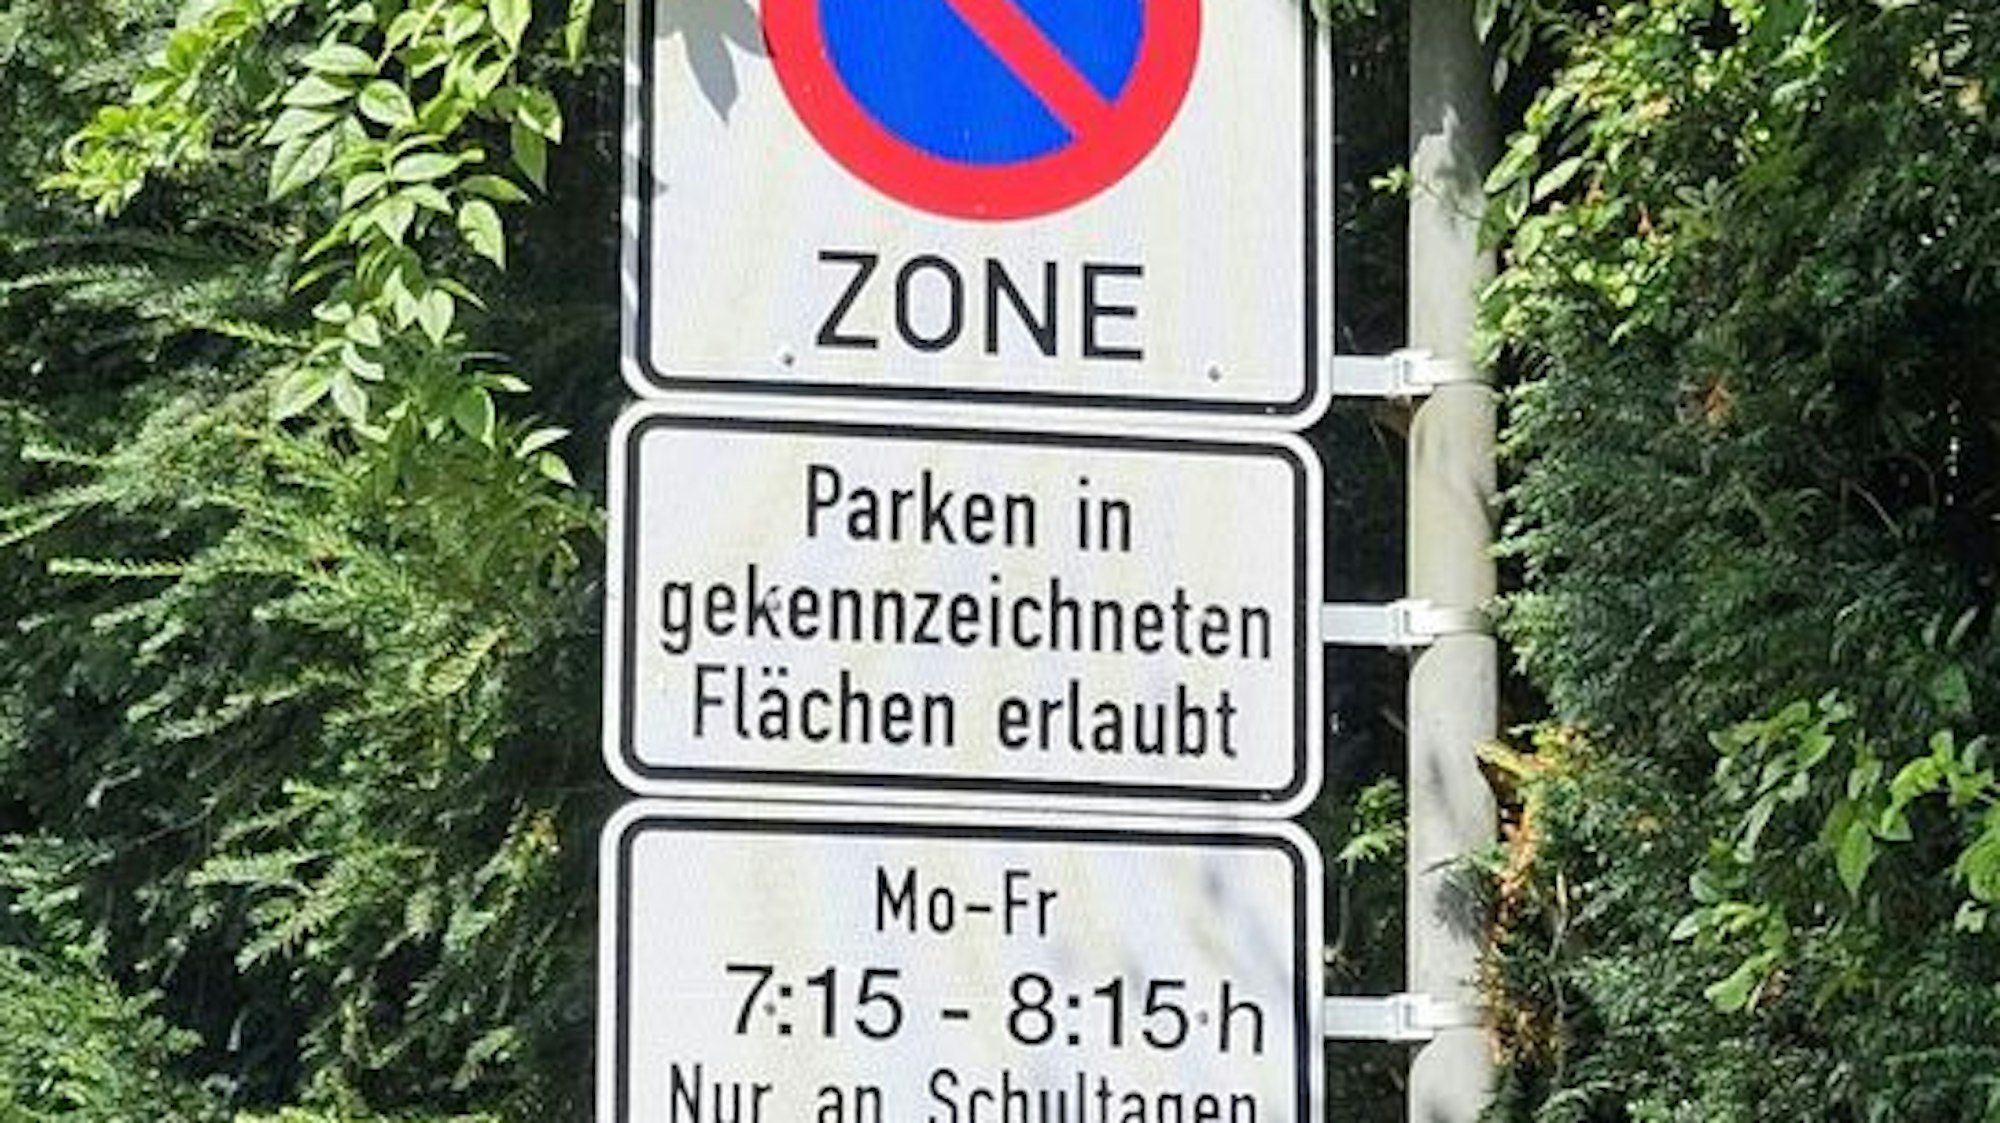 ZONE
Parken in
gekennzeichneten
Flächen erlaubt
Mo-Fr
7:15 - 8:15 h
Nur an Schultagen